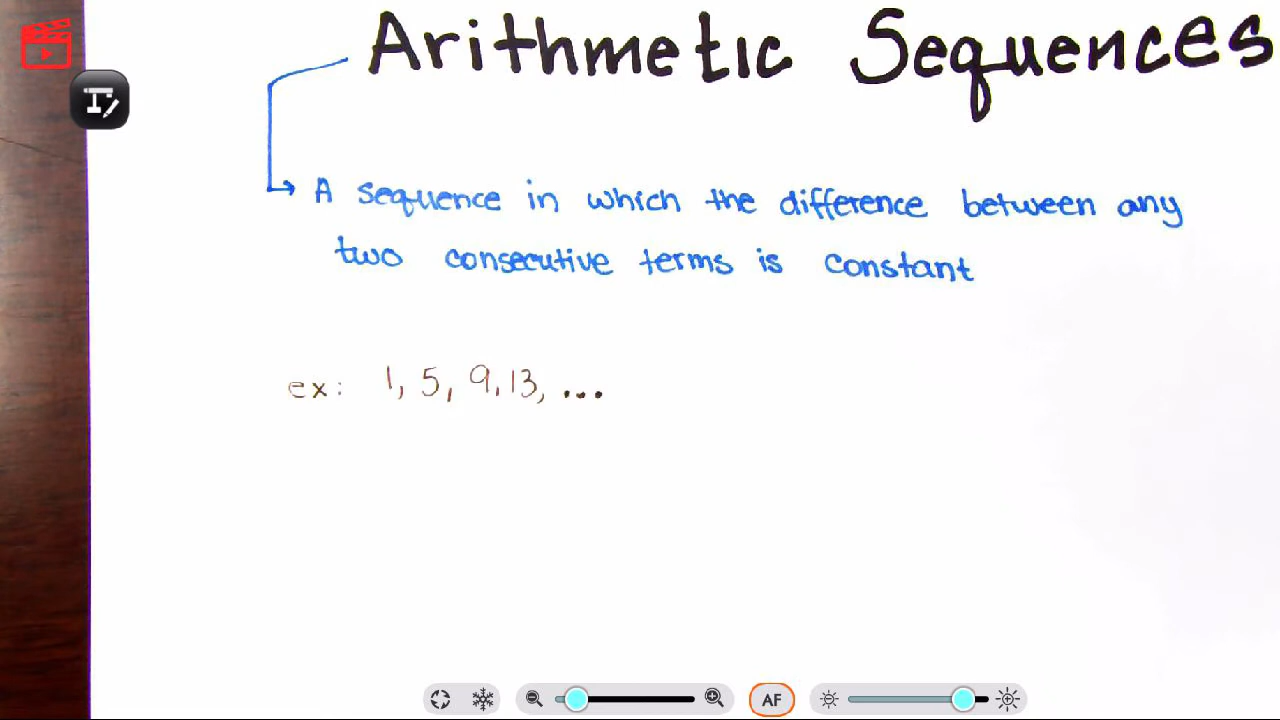 Arithmetic Sequences
A sequence in which the difference between any
two consecutive terms is constant
ex: 1, 5, 9, 13, ...
AF